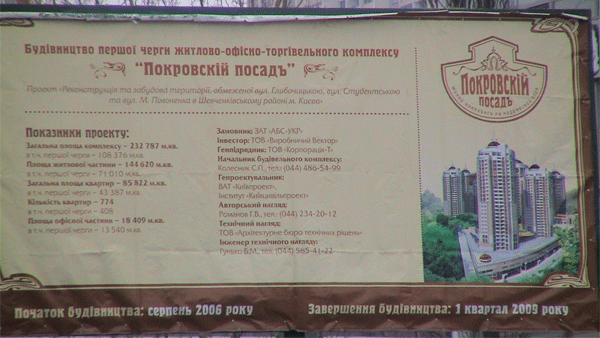 Будівництво першої черги житлово-офісно-торгівельного комплексу
"Покровскій посадъ"
Проект «Реконструкція та забудова території, обмеженої вул. Глибочицькою, вул. Студентською
та вул. М. Пимоненка в Шевченківському районі м. Києва»
Показники проекту:
Загальна площа комплексу – 232 787 м.кв.
в т.ч. першої черги – 108 376 м.кв.
Площа житлової частини – 144 620 м.кв.
в т.ч. першої черги – 71 010 м.кв.
Загальна площа квартир – 85 822 м.кв.
в т.ч. першої черги – 43 387 м.кв.
Кількість квартир – 774
в т.ч. першої черги – 408
Площа офісної частини – 18 409 м.кв.
в т.ч. першої черги – 13 540 м.кв.
Замовник: ЗАТ «АБС-УКР»
Інвестор: ТОВ «Виробничий Вектор»
Генпідрядник: ТОВ «Корпорація-Т»
Начальник будівельного комплексу:
Колесник С.П., тел.: (044) 486-54-99
Генпроектувальник:
ВАТ «Київпроект»,
Інститут «Київцивільпроект»
Авторський нагляд:
Романов Г.В., тел.: (044) 234-20-12
Технічний нагляд:
ТОВ «Архітектурне бюро технічних рішень»
Інженер технічного нагляду:
Гунько Б.М., тел. (044) 565-41-22
Покровскій
посадъ
Початок будівництва: серпень 2006 року
Завершення будівництва: 1 квартал 2009 року